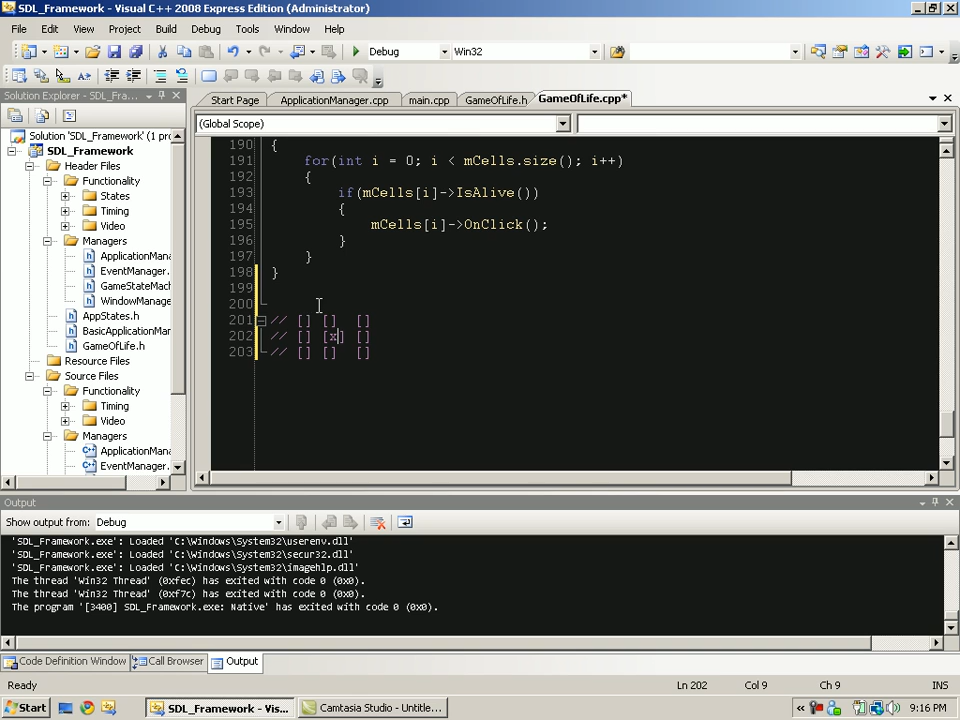 SDL_Framework - Visual C++ 2008 Express Edition (Administrator)
File Edit View Project Build Debug Tools Window Help
Debug Win32
Solution Explorer - SDL_Fra...
Start Page ApplicationManager.cpp main.cpp GameOfLife.h GameOfLife.cpp*
(Global Scope)
Solution 'SDL_Framework' (1 pro
SDL_Framework
Header Files
Functionality
States
Timing
Video
Managers
ApplicationMana
EventManager.
GameStateMach
WindowManage
AppStates.h
BasicApplication
GameOfLife.h
Resource Files
Source Files
Functionality
Timing
Video
Managers
ApplicationMana
EventManager.
190 {
191 for(int i = 0; i < mCells.size(); i++)
192 {
193 if(mCells[i]->IsAlive())
194 {
195 mCells[i]->OnClick();
196 }
197 }
198 }
199
200
201 // [] [] []
202 // [] [x] []
203 // [] [] []
Output
Show output from: Debug
'SDL_Framework.exe': Loaded 'C:\Windows\System32\userenv.dll'
'SDL_Framework.exe': Loaded 'C:\Windows\System32\secur32.dll'
'SDL_Framework.exe': Loaded 'C:\Windows\System32\imagehlp.dll'
The thread 'Win32 Thread' (0xfec) has exited with code 0 (0x0).
The thread 'Win32 Thread' (0xf7c) has exited with code 0 (0x0).
The program '[3400] SDL_Framework.exe: Native' has exited with code 0 (0x0).
Code Definition Window Call Browser Output
Ready Ln 202 Col 9 Ch 9 INS
Start SDL_Framework - Vis... Camtasia Studio - Untitle... 9:16 PM